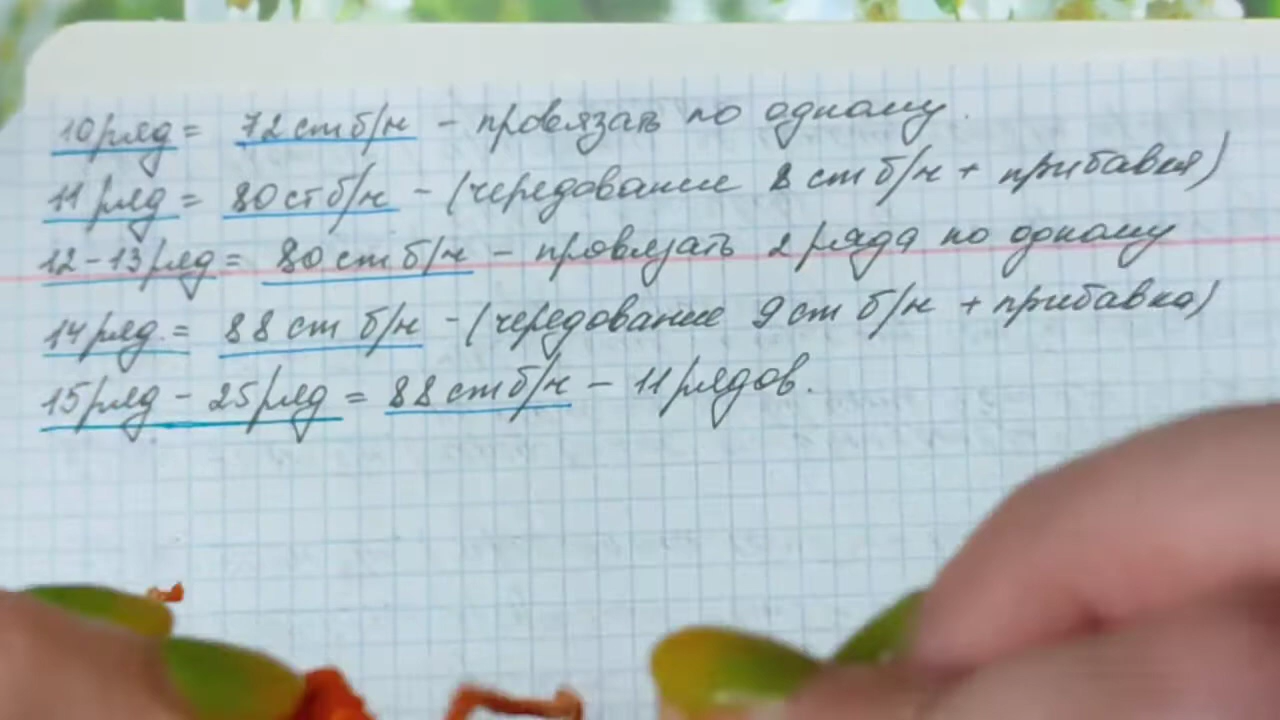 10 ряд = 72 ст б/н - провязать по одному.
11 ряд = 80 ст б/н - (чередование 8 ст б/н + прибавка)
12-13 ряд = 80 ст б/н - провязать 2 ряда по одному
14 ряд. = 88 ст б/н - (чередование 9 ст б/н + прибавка)
15 ряд - 25 ряд = 88 ст б/н - 11 рядов.